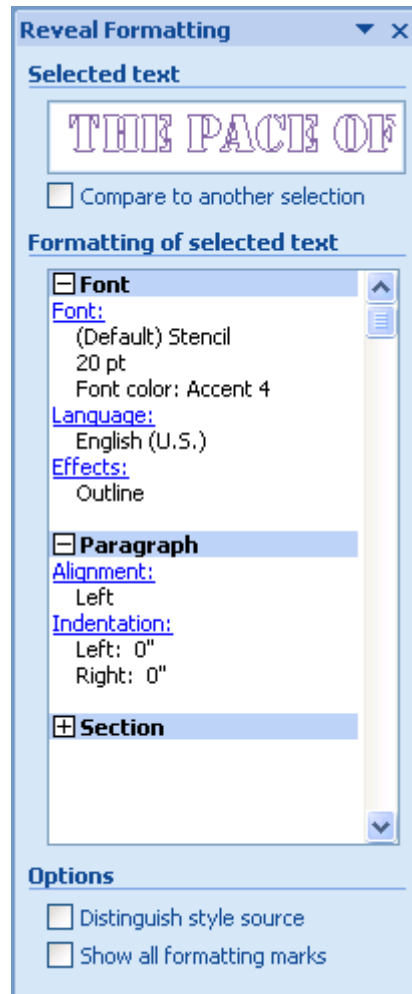 Reveal Formatting
Selected text
THE PACE OF
Compare to another selection
Formatting of selected text
Font
Font:
(Default) Stencil
20 pt
Font color: Accent 4
Language:
English (U.S.)
Effects:
Outline
Paragraph
Alignment:
Left
Indentation:
Left: 0"
Right: 0"
Section
Options
Distinguish style source
Show all formatting marks